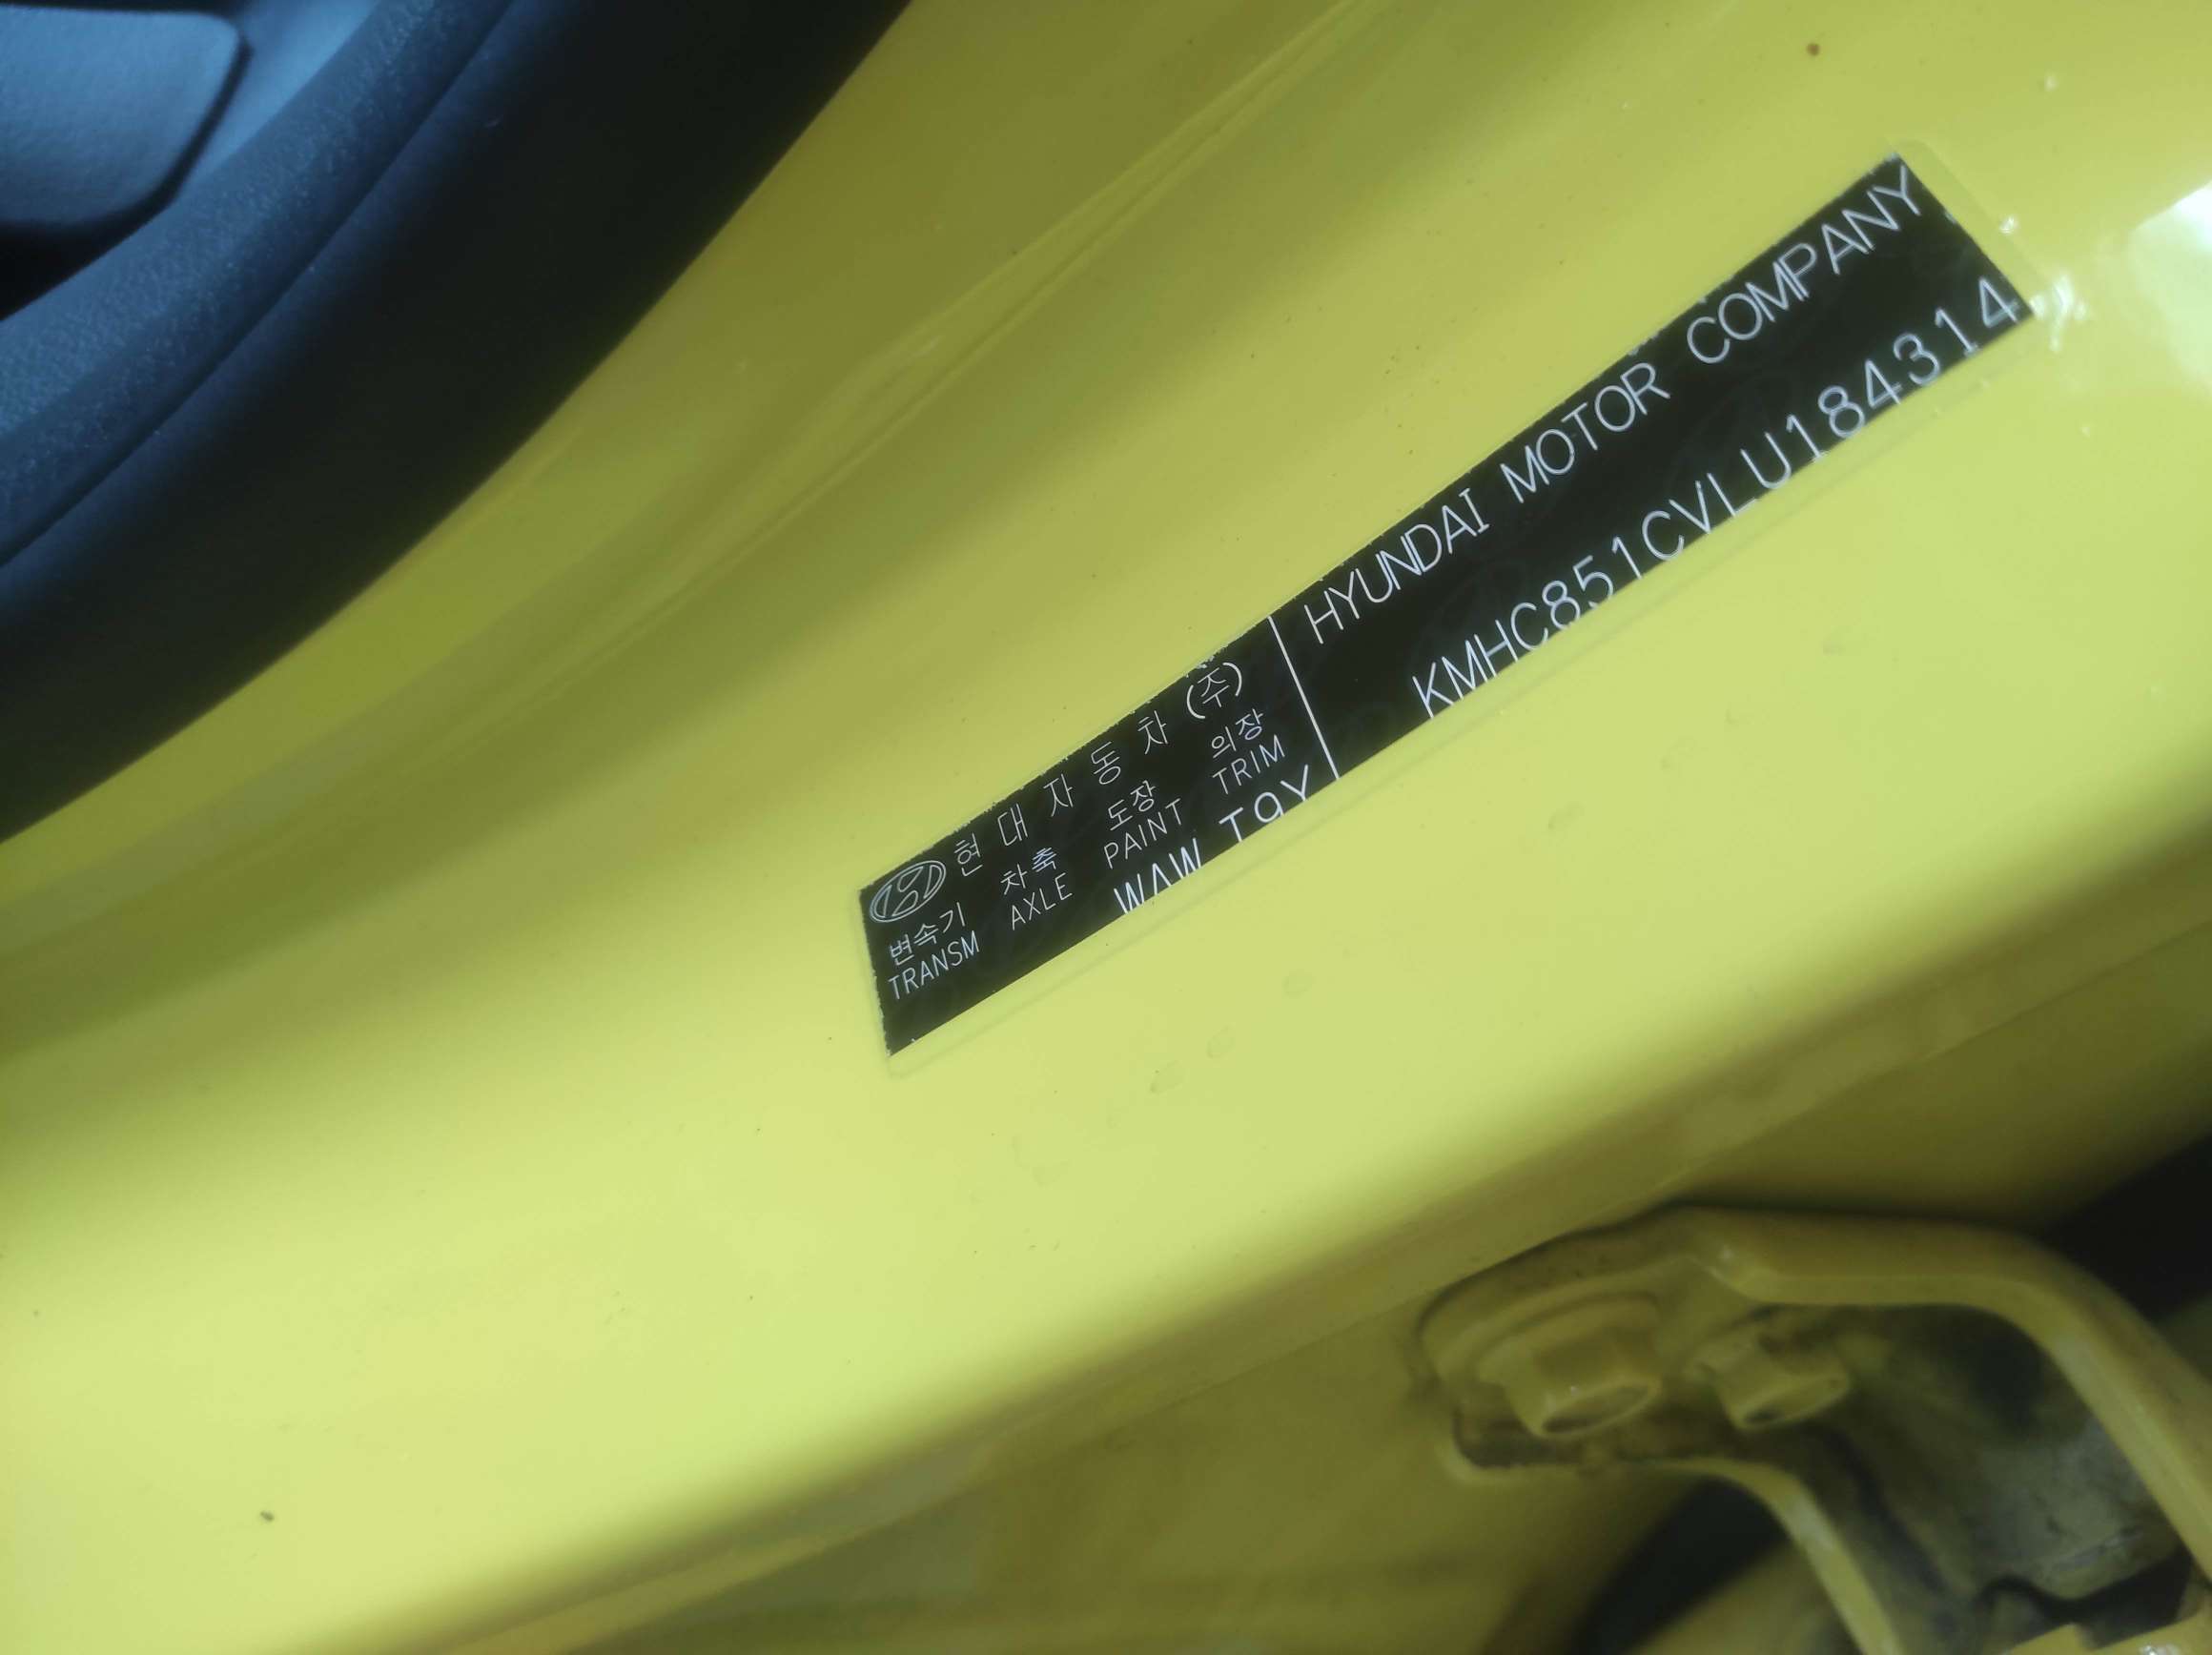 현대자동차(주)
변속기 차축 도장 의장
TRANSM AXLE PAINT TRIM
WAW T9Y
HYUNDAI MOTOR COMPANY
KMHC851CVLU184314